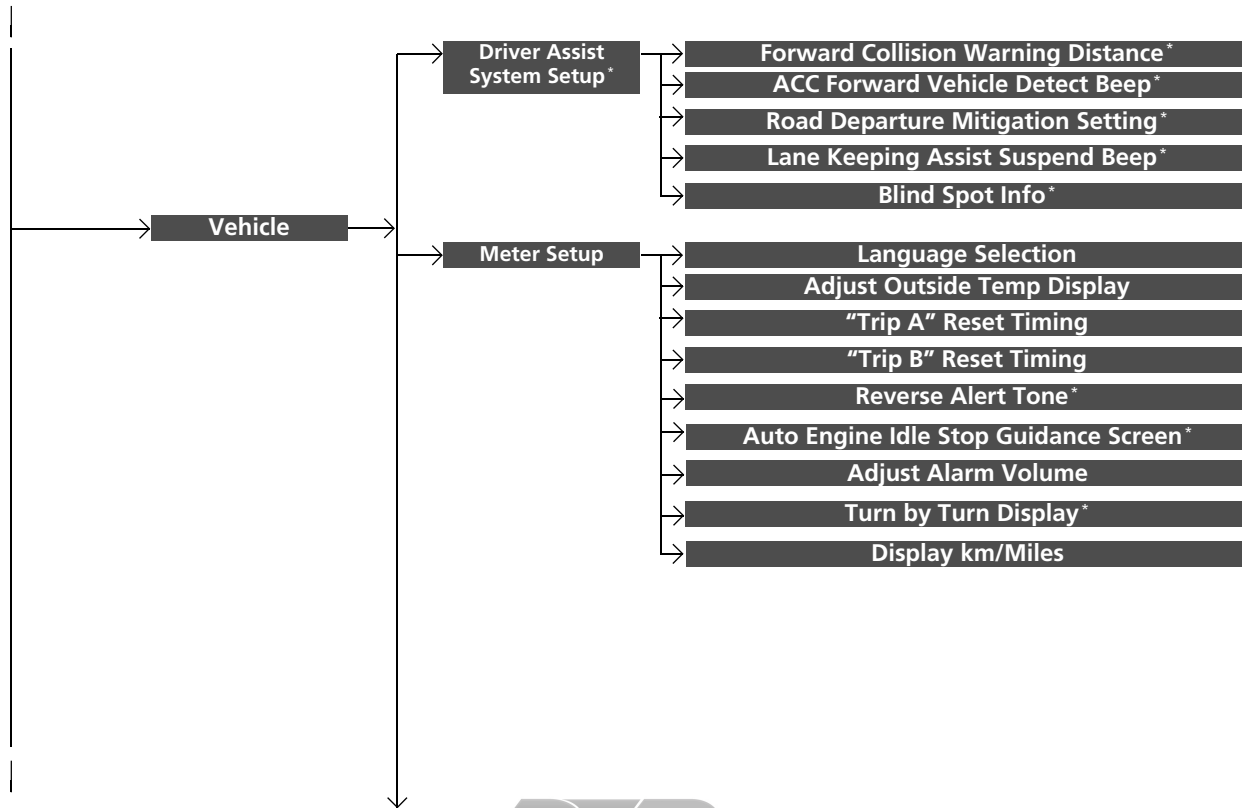 Vehicle
Driver Assist
System Setup*
Forward Collision Warning Distance*
ACC Forward Vehicle Detect Beep*
Road Departure Mitigation Setting*
Lane Keeping Assist Suspend Beep*
Blind Spot Info*
Meter Setup
Language Selection
Adjust Outside Temp Display
“Trip A” Reset Timing
“Trip B” Reset Timing
Reverse Alert Tone*
Auto Engine Idle Stop Guidance Screen*
Adjust Alarm Volume
Turn by Turn Display*
Display km/Miles